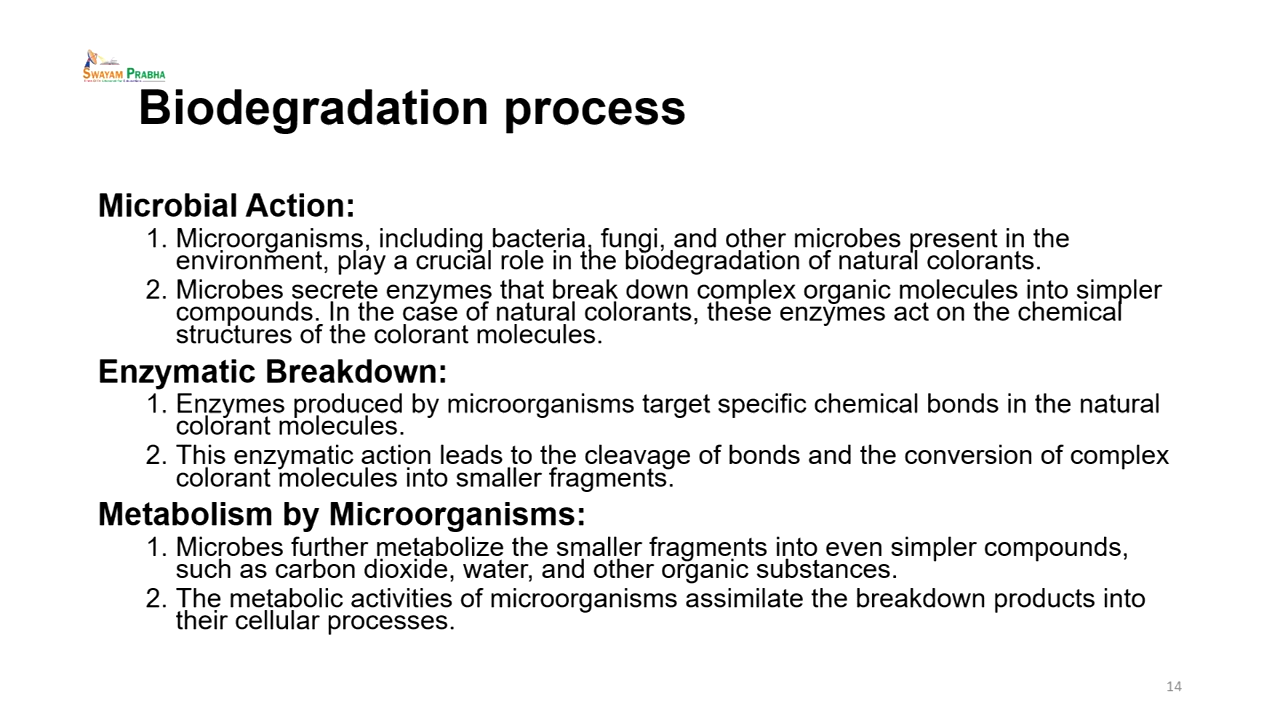 SWAYAM PRABHA
Biodegradation process
Microbial Action:
1. Microorganisms, including bacteria, fungi, and other microbes present in the
environment, play a crucial role in the biodegradation of natural colorants.
2. Microbes secrete enzymes that break down complex organic molecules into simpler
compounds. In the case of natural colorants, these enzymes act on the chemical
structures of the colorant molecules.
Enzymatic Breakdown:
1. Enzymes produced by microorganisms target specific chemical bonds in the natural
colorant molecules.
2. This enzymatic action leads to the cleavage of bonds and the conversion of complex
colorant molecules into smaller fragments.
Metabolism by Microorganisms:
1. Microbes further metabolize the smaller fragments into even simpler compounds,
such as carbon dioxide, water, and other organic substances.
2. The metabolic activities of microorganisms assimilate the breakdown products into
their cellular processes.
14